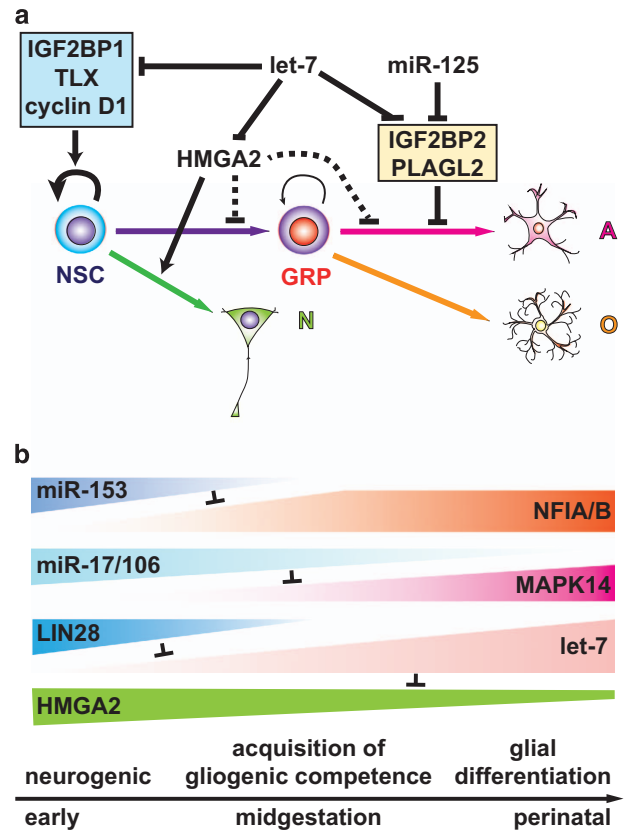 a
IGF2BP1
TLX
cyclin D1
let-7
miR-125
HMGA2
IGF2BP2
PLAGL2
NSC
GRP
A
N
O
b
miR-153
NFIA/B
miR-17/106
MAPK14
LIN28
let-7
HMGA2
neurogenic
acquisition of
gliogenic competence
glial
differentiation
early
midgestation
perinatal